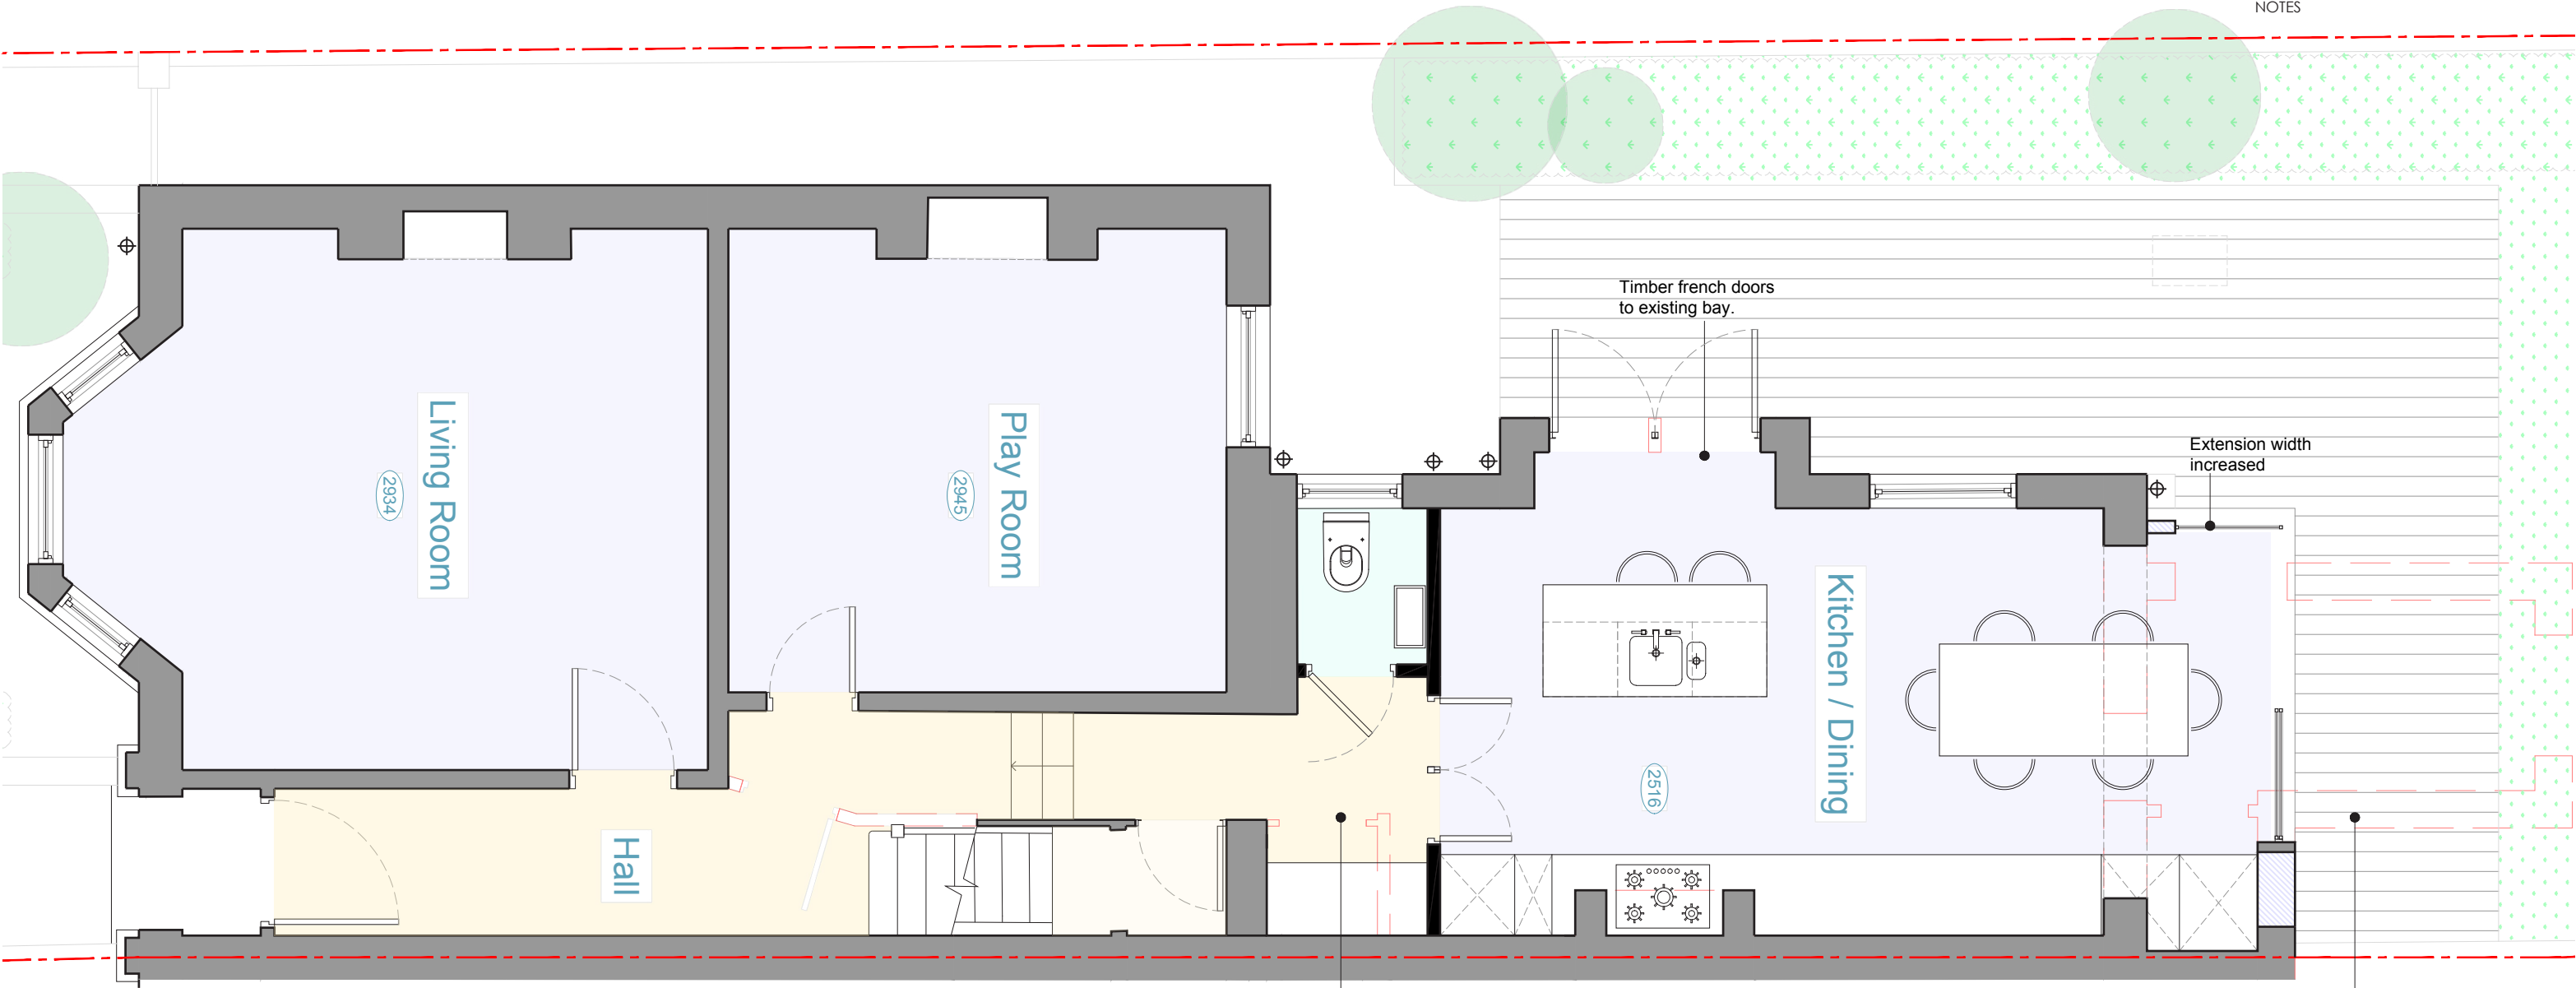 NOTES
Timber french doors
to existing bay.
Extension width
increased
Living Room
2934
Play Room
2945
Kitchen / Dining
2516
Hall